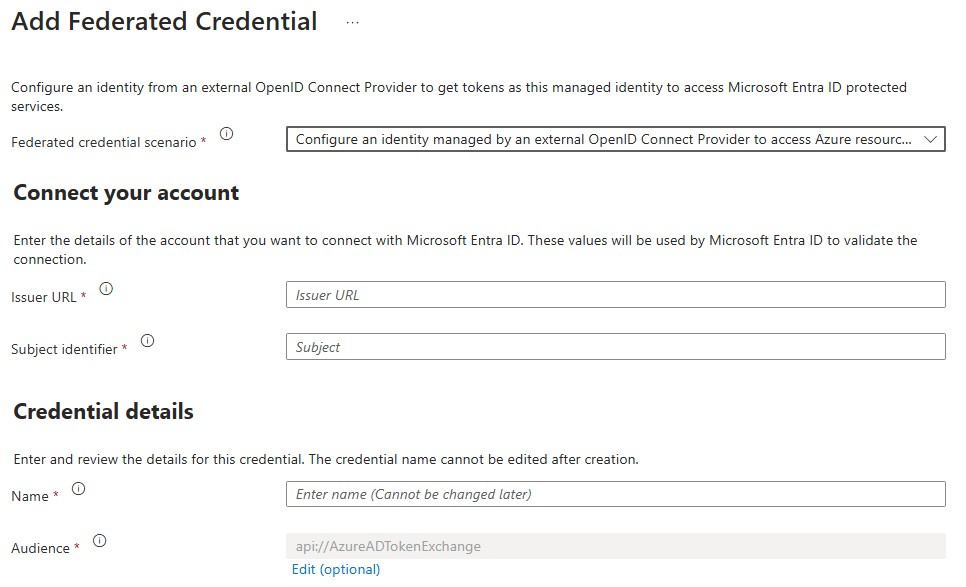 Add Federated Credential ...
Configure an identity from an external OpenID Connect Provider to get tokens as this managed identity to access Microsoft Entra ID protected
services.
Federated credential scenario *
Configure an identity managed by an external OpenID Connect Provider to access Azure resourc...
Connect your account
Enter the details of the account that you want to connect with Microsoft Entra ID. These values will be used by Microsoft Entra ID to validate the
connection.
Issuer URL *
Issuer URL
Subject identifier *
Subject
Credential details
Enter and review the details for this credential. The credential name cannot be edited after creation.
Name *
Enter name (Cannot be changed later)
Audience *
api://AzureADTokenExchange
Edit (optional)